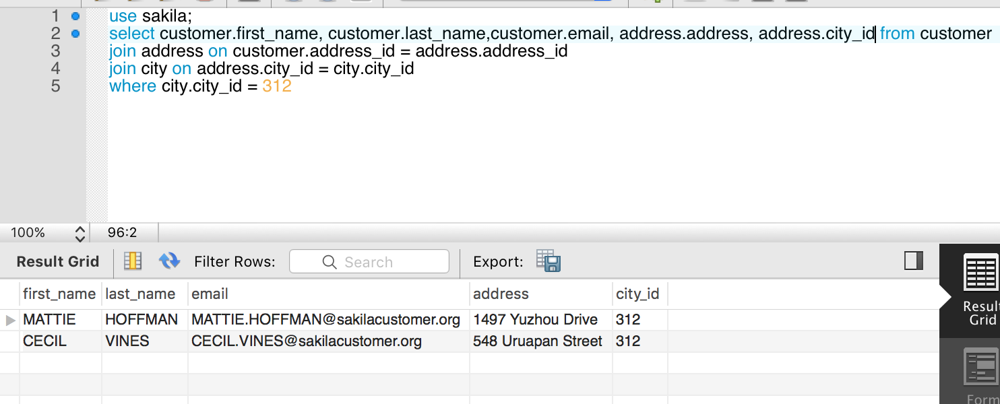 1 use sakila;
2 select customer.first_name, customer.last_name,customer.email, address.address, address.city_id from customer
3 join address on customer.address_id = address.address_id
4 join city on address.city_id = city.city_id
5 where city.city_id = 312
100% 96:2
Result Grid Filter Rows: Search Export:
first_name last_name email address city_id
MATTIE HOFFMAN MATTIE.HOFFMAN@sakilacustomer.org 1497 Yuzhou Drive 312
CECIL VINES CECIL.VINES@sakilacustomer.org 548 Uruapan Street 312
Result
Grid
Form